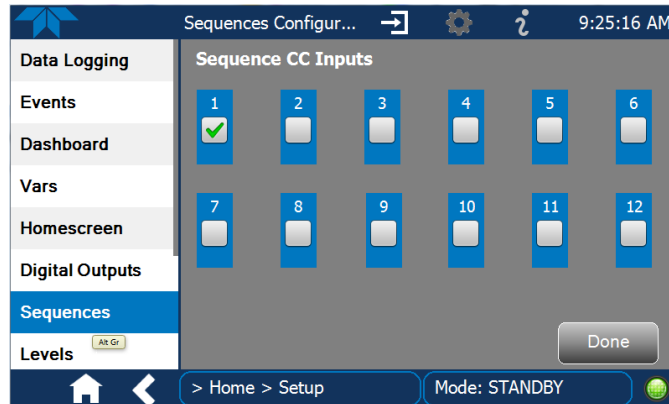 Sequences Configur... 9:25:16 AM
Data Logging
Events
Dashboard
Vars
Homescreen
Digital Outputs
Sequences
Alt Gr
Levels
Sequence CC Inputs
1 2 3 4 5 6
7 8 9 10 11 12
Done
> Home > Setup Mode: STANDBY